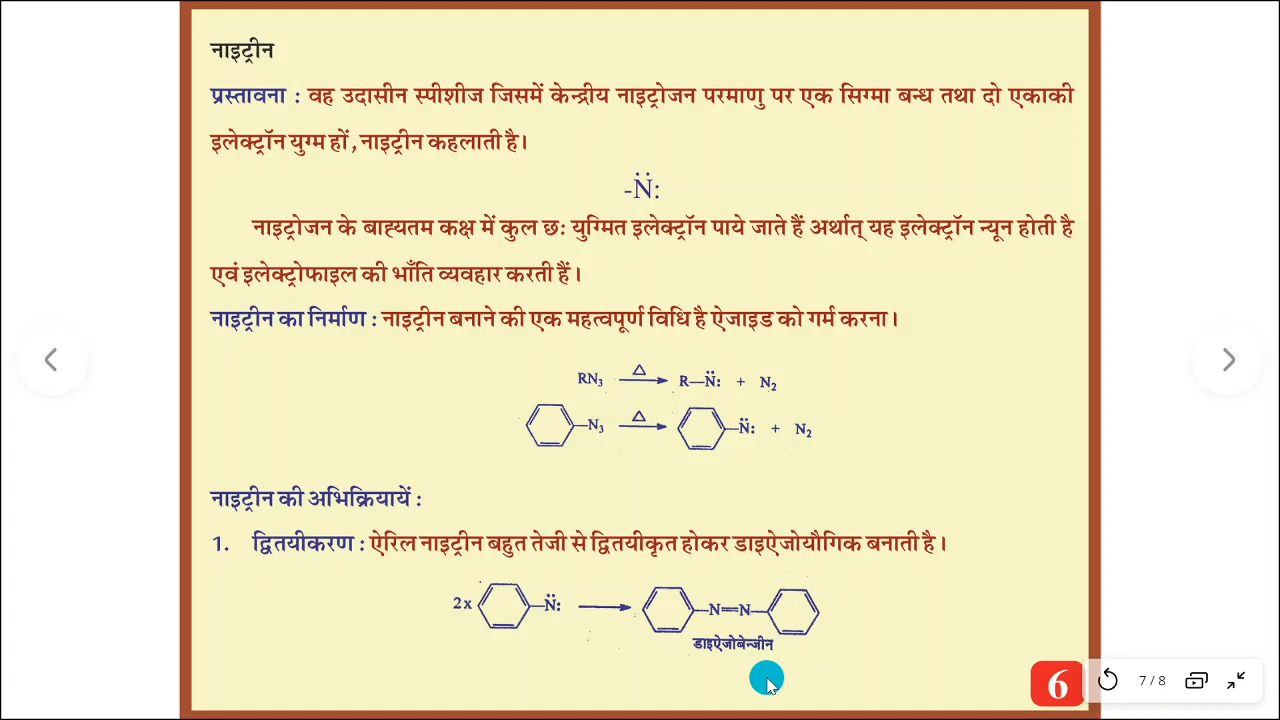 नाइट्रीन
प्रस्तावना : वह उदासीन स्पीशीज जिसमें केन्द्रीय नाइट्रोजन परमाणु पर एक सिग्मा बन्ध तथा दो एकाकी
इलेक्ट्रॉन युग्म हों, नाइट्रीन कहलाती है।
-N̈:
नाइट्रोजन के बाह्यतम कक्ष में कुल छः युग्मित इलेक्ट्रॉन पाये जाते हैं अर्थात् यह इलेक्ट्रॉन न्यून होती है
एवं इलेक्ट्रोफाइल की भाँति व्यवहार करती हैं।
नाइट्रीन का निर्माण : नाइट्रीन बनाने की एक महत्वपूर्ण विधि है ऐजाइड को गर्म करना।
RN₃ △→ R—N̈: + N₂
—N₃ △→ —N̈: + N₂
नाइट्रीन की अभिक्रियायें :
1. द्वितयीकरण : ऐरिल नाइट्रीन बहुत तेजी से द्वितयीकृत होकर डाइऐजोयौगिक बनाती है।
2x —N̈: → —N=N—
डाइऐजोबेन्जीन
6 7 / 8